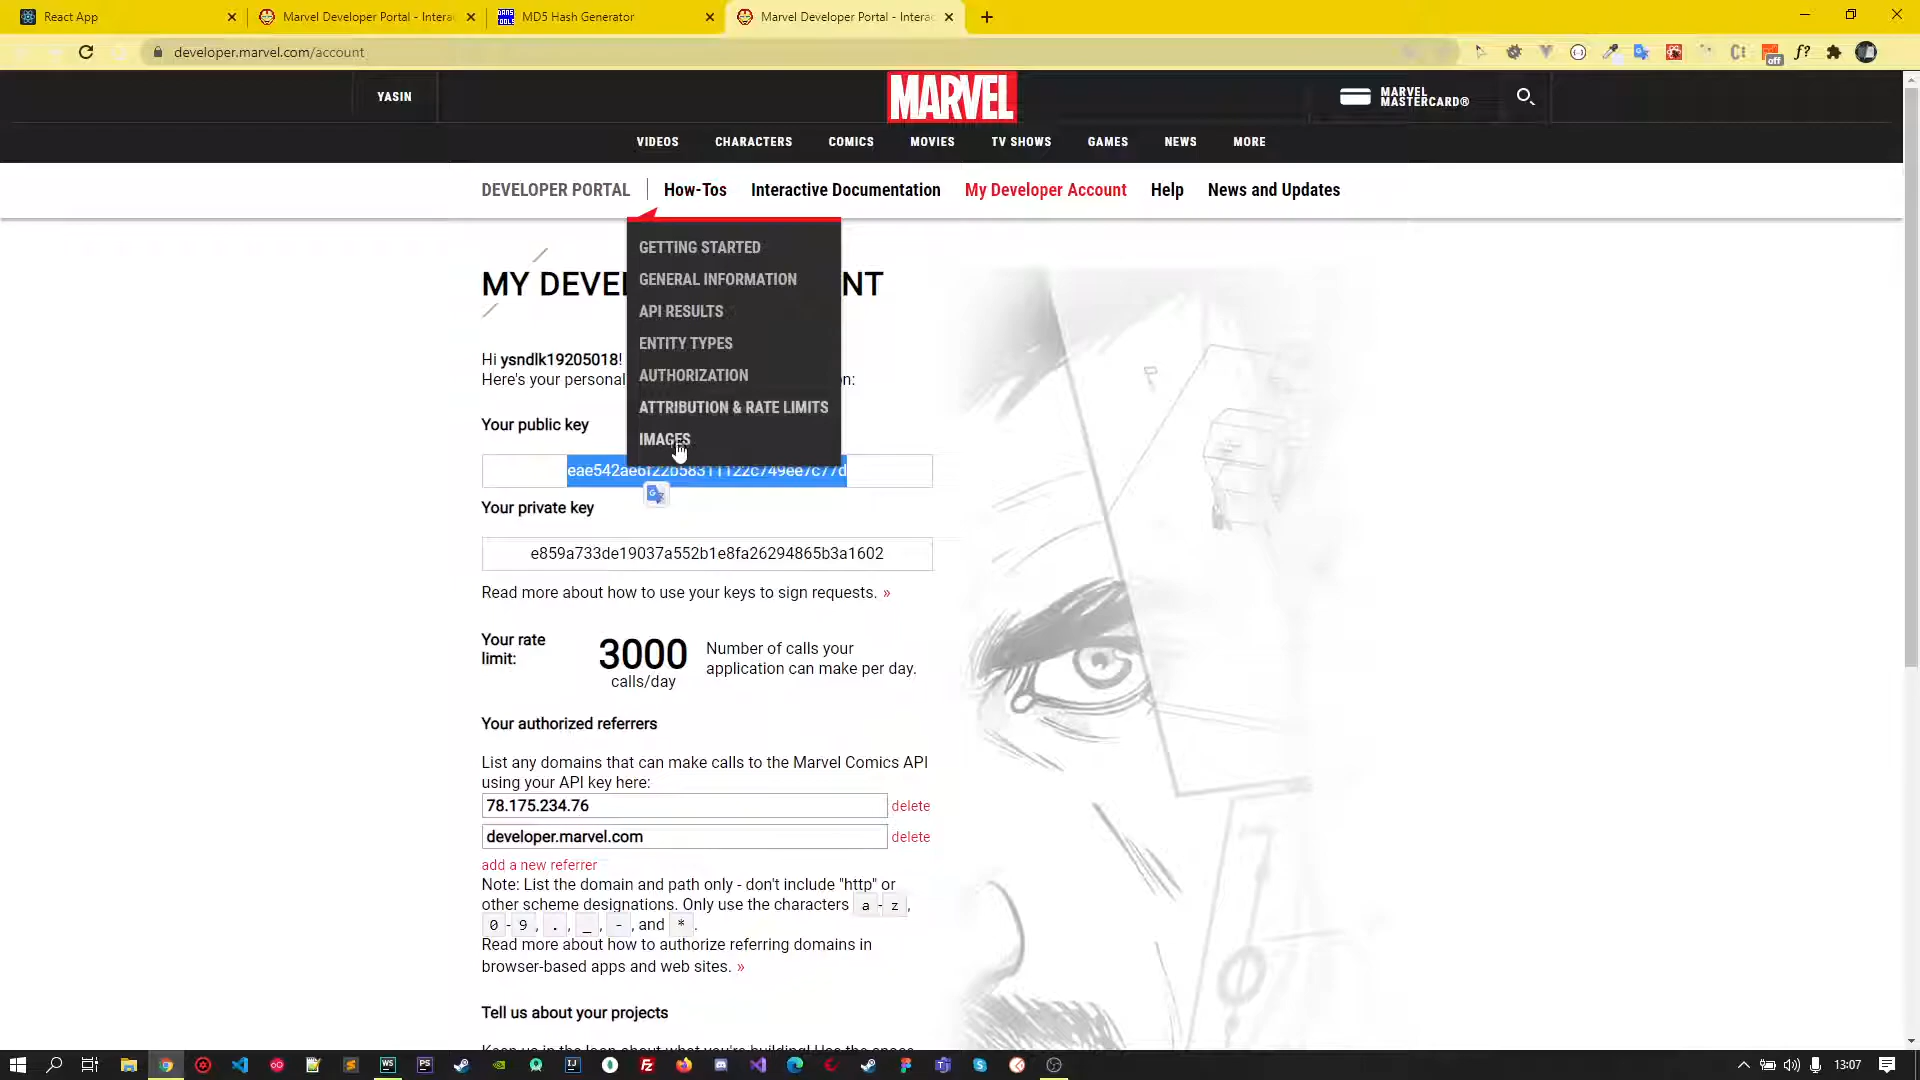 React App
Marvel Developer Portal - Intera
MD5 Hash Generator
Marvel Developer Portal - Intera
developer.marvel.com/account
off
YASIN
MARVEL
MARVEL
MASTERCARD®
VIDEOS CHARACTERS COMICS MOVIES TV SHOWS GAMES NEWS MORE
DEVELOPER PORTAL How-Tos Interactive Documentation My Developer Account Help News and Updates
GETTING STARTED
GENERAL INFORMATION
API RESULTS
ENTITY TYPES
AUTHORIZATION
ATTRIBUTION & RATE LIMITS
IMAGES
MY DEVE NT
Hi ysndlk19205018!
Here's your personal n:
Your public key
eae542ae6f22b58311122c749ee7c77d
Your private key
e859a733de19037a552b1e8fa26294865b3a1602
Read more about how to use your keys to sign requests. »
Your rate
limit:
3000
calls/day
Number of calls your
application can make per day.
Your authorized referrers
List any domains that can make calls to the Marvel Comics API
using your API key here:
78.175.234.76 delete
developer.marvel.com delete
add a new referrer
Note: List the domain and path only - don't include "http" or
other scheme designations. Only use the characters a - z ,
0 - 9 , . , _ , - , and * .
Read more about how to authorize referring domains in
browser-based apps and web sites. »
Tell us about your projects
13:07